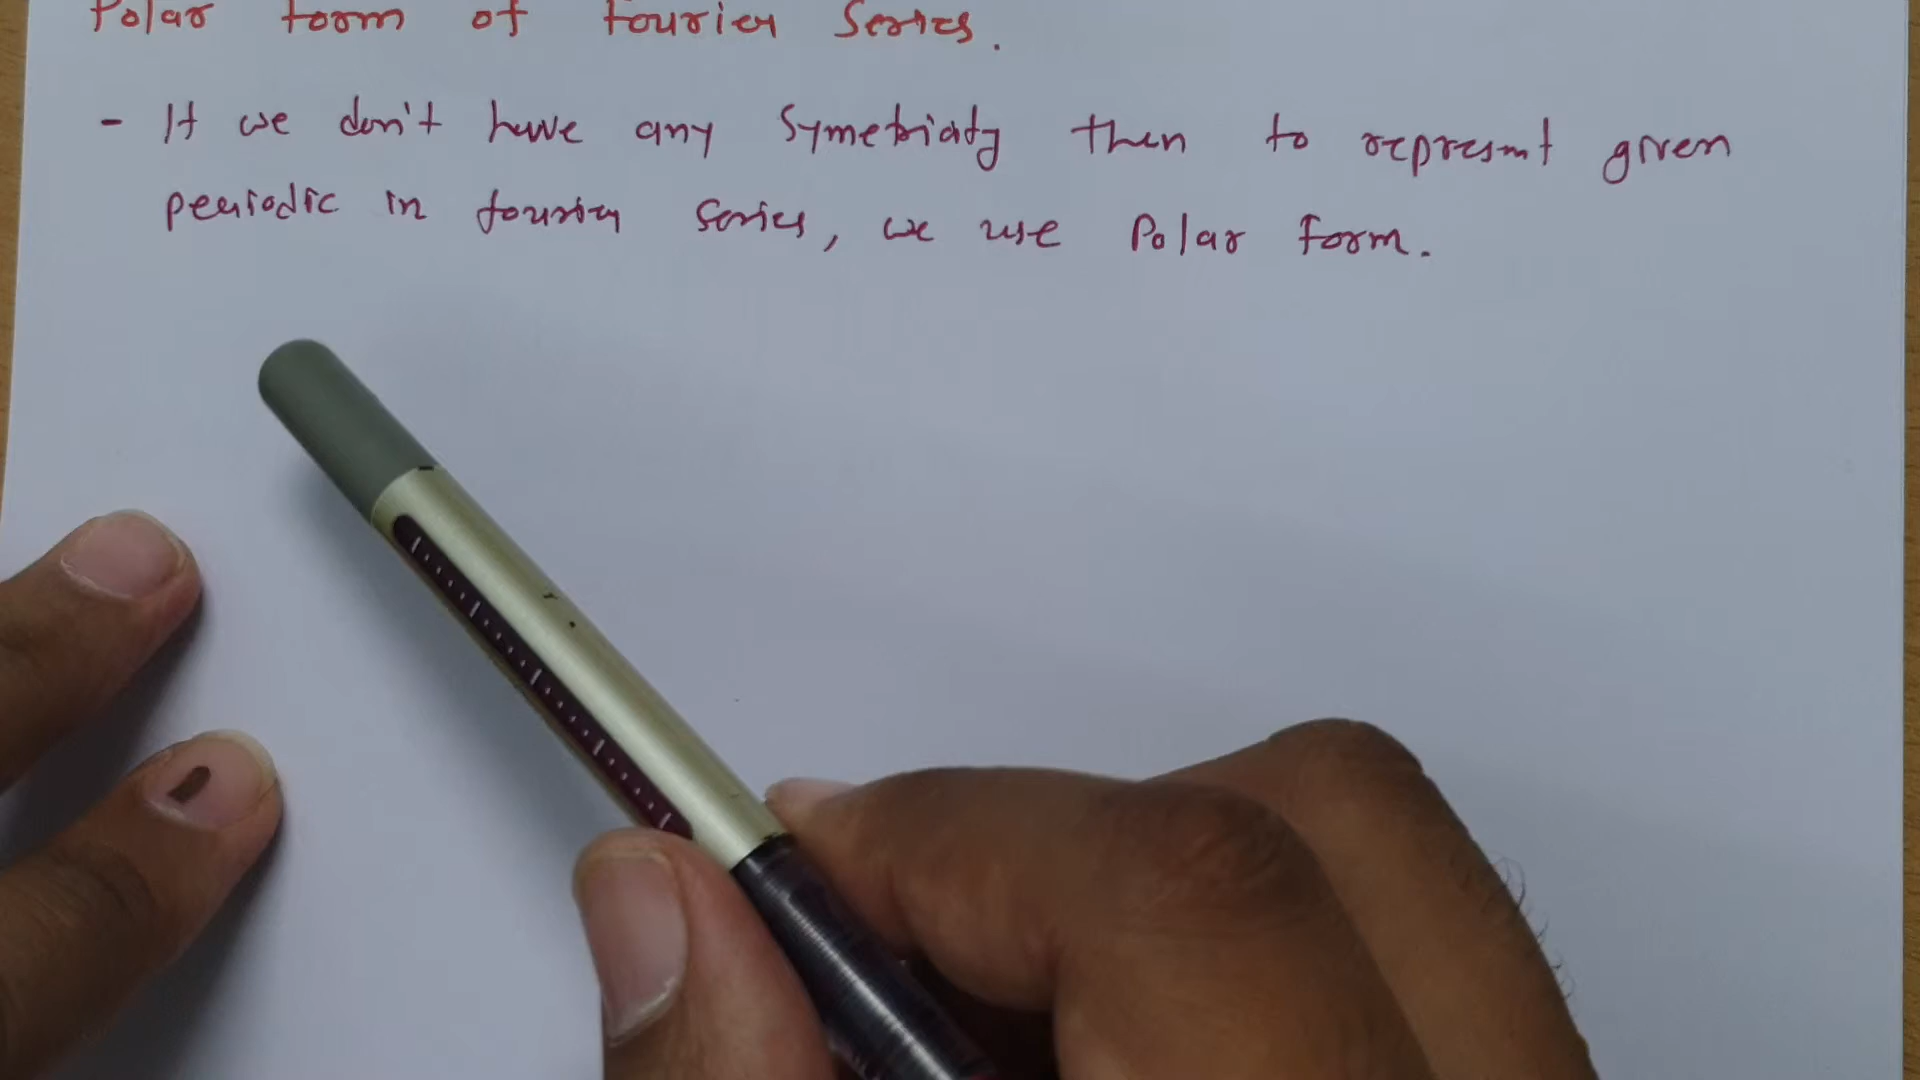 Polar form of fourier Series.
- If we don't have any Symetricity then to represent given
periodic in fourier series, we use Polar form.